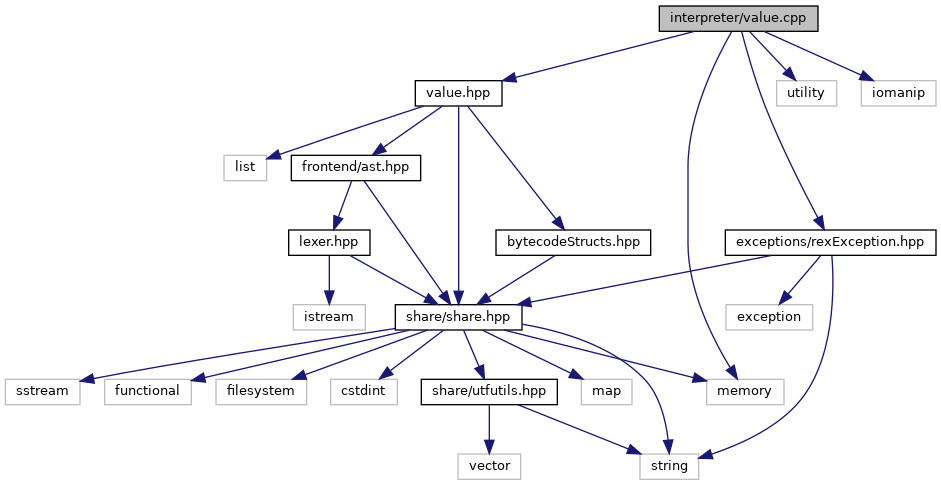 interpreter/value.cpp
value.hpp
utility
iomanip
list
frontend/ast.hpp
lexer.hpp
bytecodeStructs.hpp
exceptions/rexException.hpp
istream
share/share.hpp
exception
sstream
functional
filesystem
cstdint
share/utfutils.hpp
map
memory
vector
string